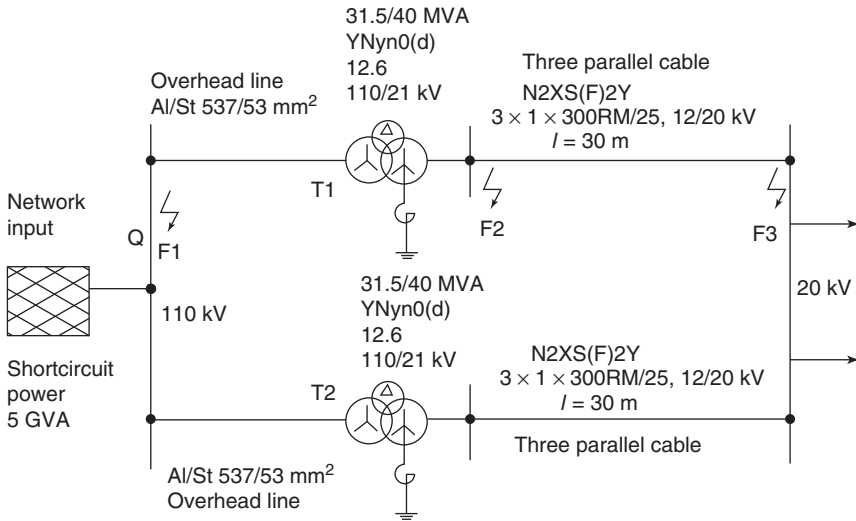 31.5/40 MVA
YNyn0(d)
12.6
110/21 kV
Overhead line
Al/St 537/53 mm²
Three parallel cable
N2XS(F)2Y
3 × 1 × 300RM/25, 12/20 kV
l = 30 m
T1
F2
F3
Network
input
Q
F1
110 kV
20 kV
31.5/40 MVA
YNyn0(d)
12.6
110/21 kV
Shortcircuit
power
5 GVA
T2
N2XS(F)2Y
3 × 1 × 300RM/25, 12/20 kV
l = 30 m
Three parallel cable
Al/St 537/53 mm²
Overhead line